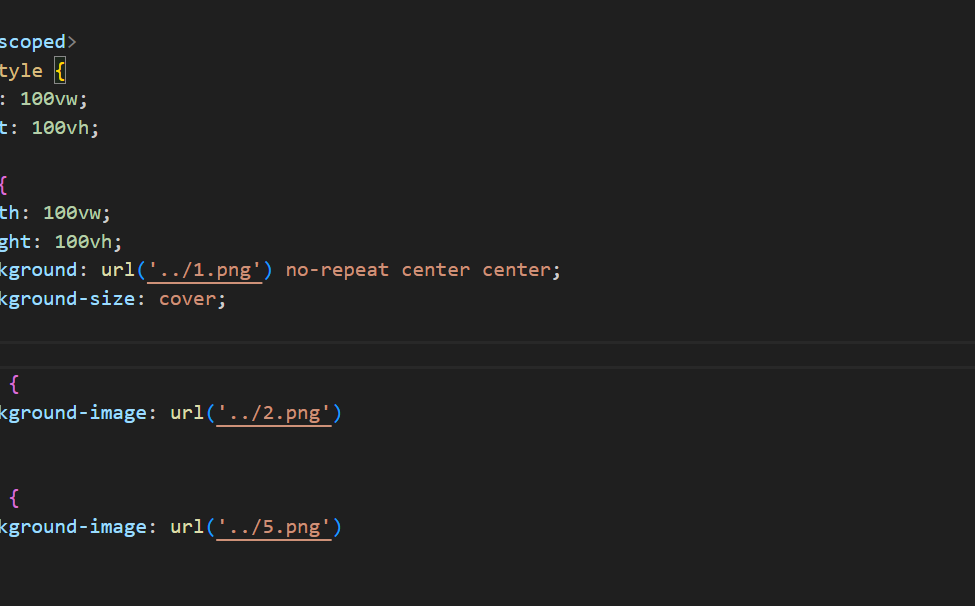 scoped>
tyle {
: 100vw;
t: 100vh;
{
th: 100vw;
ght: 100vh;
kground: url('../1.png') no-repeat center center;
kground-size: cover;
{
kground-image: url('../2.png')
{
kground-image: url('../5.png')